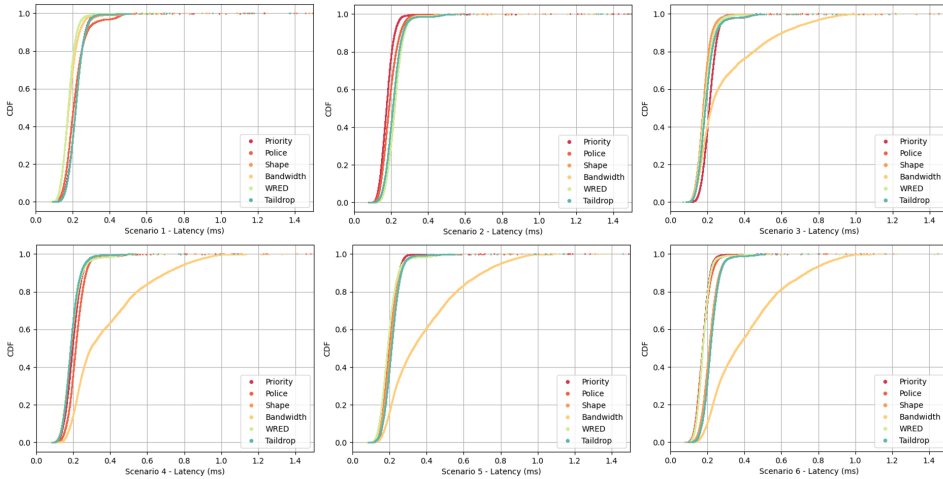 CDF
1.0
0.8
0.6
0.4
0.2
0.0
Priority
Police
Shape
Bandwidth
WRED
Taildrop
0.0 0.2 0.4 0.6 0.8 1.0 1.2 1.4
Scenario 1 - Latency (ms)
CDF
1.0
0.8
0.6
0.4
0.2
0.0
Priority
Police
Shape
Bandwidth
WRED
Taildrop
0.0 0.2 0.4 0.6 0.8 1.0 1.2 1.4
Scenario 2 - Latency (ms)
CDF
1.0
0.8
0.6
0.4
0.2
0.0
Priority
Police
Shape
Bandwidth
WRED
Taildrop
0.0 0.2 0.4 0.6 0.8 1.0 1.2 1.4
Scenario 3 - Latency (ms)
CDF
1.0
0.8
0.6
0.4
0.2
0.0
Priority
Police
Shape
Bandwidth
WRED
Taildrop
0.0 0.2 0.4 0.6 0.8 1.0 1.2 1.4
Scenario 4 - Latency (ms)
CDF
1.0
0.8
0.6
0.4
0.2
0.0
Priority
Police
Shape
Bandwidth
WRED
Taildrop
0.0 0.2 0.4 0.6 0.8 1.0 1.2 1.4
Scenario 5 - Latency (ms)
CDF
1.0
0.8
0.6
0.4
0.2
0.0
Priority
Police
Shape
Bandwidth
WRED
Taildrop
0.0 0.2 0.4 0.6 0.8 1.0 1.2 1.4
Scenario 6 - Latency (ms)